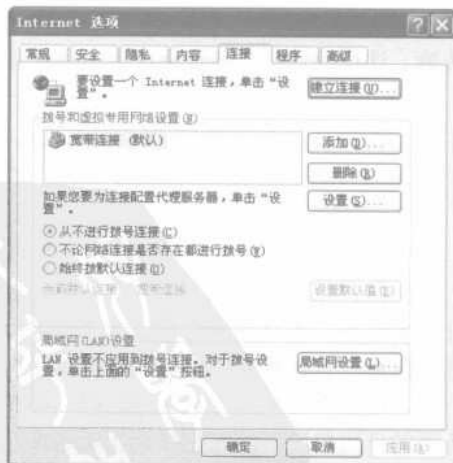 Internet 选项
常规 安全 隐私 内容 连接 程序 高级
要设置一个 Internet 连接，单击“设
置”。
建立连接(U)...
拨号和虚拟专用网络设置(N)
宽带连接 (默认)
添加(D)...
删除(R)
如果您要为连接配置代理服务器，单击“设
置”。
设置(S)...
从不进行拨号连接(C)
不论网络连接是否存在都进行拨号(W)
始终拨默认连接(O)
设置默认值(E)
局域网(LAN)设置
LAN 设置不应用到拨号连接。对于拨号设
置，单击上面的“设置”按钮。
局域网设置(L)...
确定 取消 应用(A)